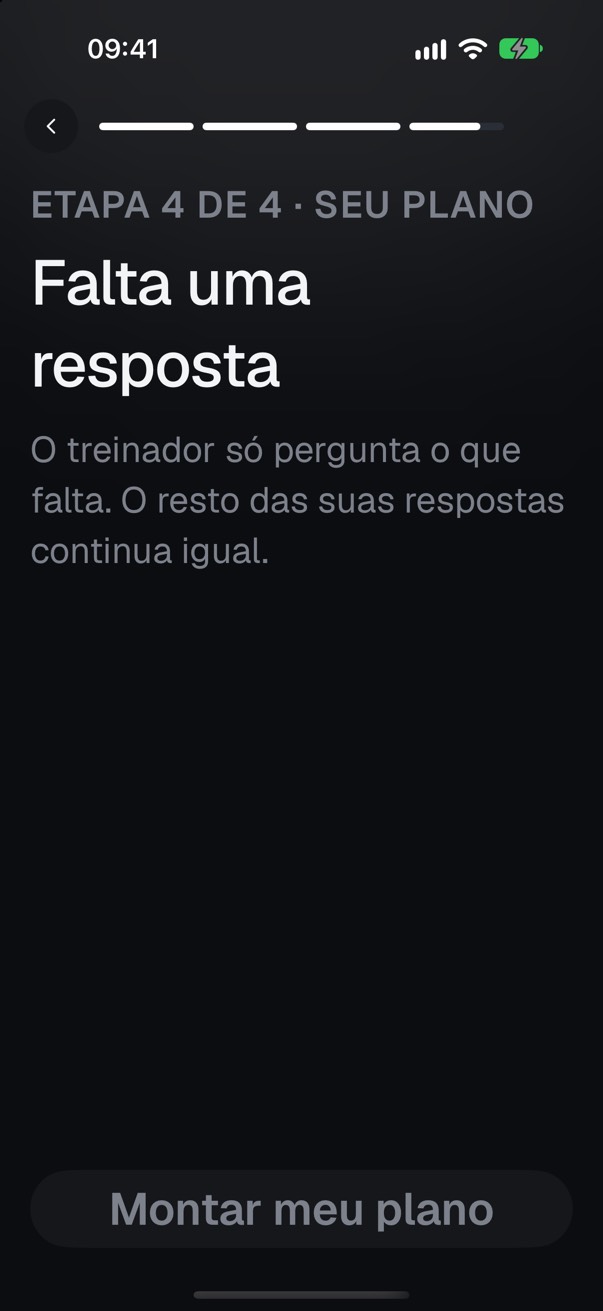 09:41
ETAPA 4 DE 4 · SEU PLANO
Falta uma
resposta
O treinador só pergunta o que
falta. O resto das suas respostas
continua igual.
Montar meu plano